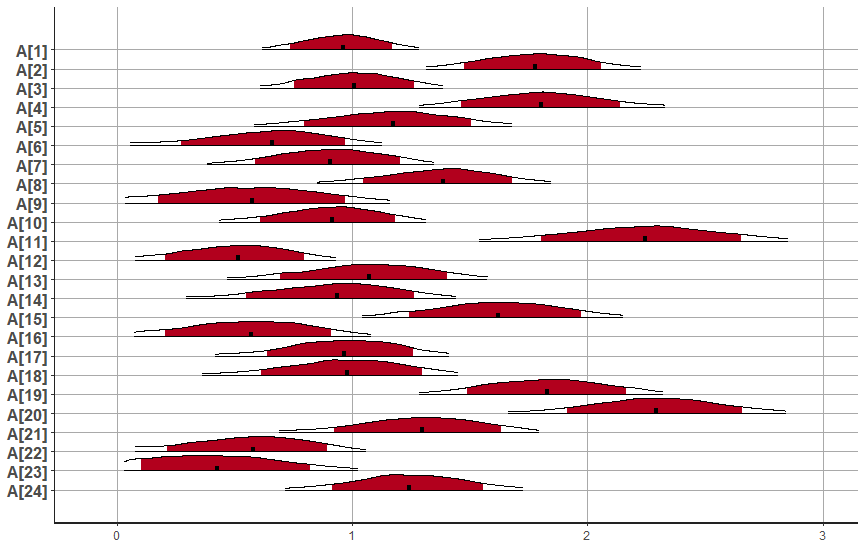 A[1]
A[2]
A[3]
A[4]
A[5]
A[6]
A[7]
A[8]
A[9]
A[10]
A[11]
A[12]
A[13]
A[14]
A[15]
A[16]
A[17]
A[18]
A[19]
A[20]
A[21]
A[22]
A[23]
A[24]
0 1 2 3